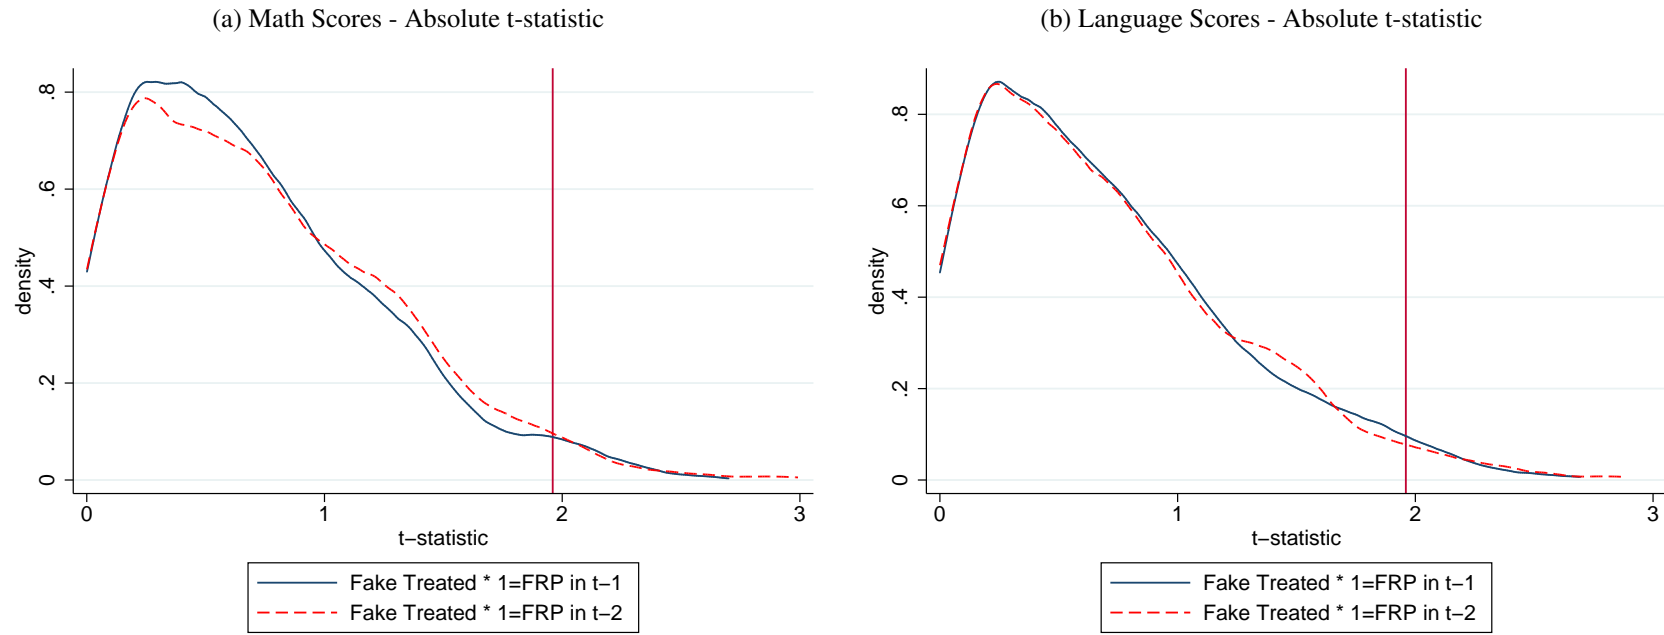 (a) Math Scores - Absolute t-statistic
.8
.6
.4
.2
0
density
0 1 2 3
t−statistic
Fake Treated * 1=FRP in t−1
Fake Treated * 1=FRP in t−2
(b) Language Scores - Absolute t-statistic
.8
.6
.4
.2
0
density
0 1 2 3
t−statistic
Fake Treated * 1=FRP in t−1
Fake Treated * 1=FRP in t−2